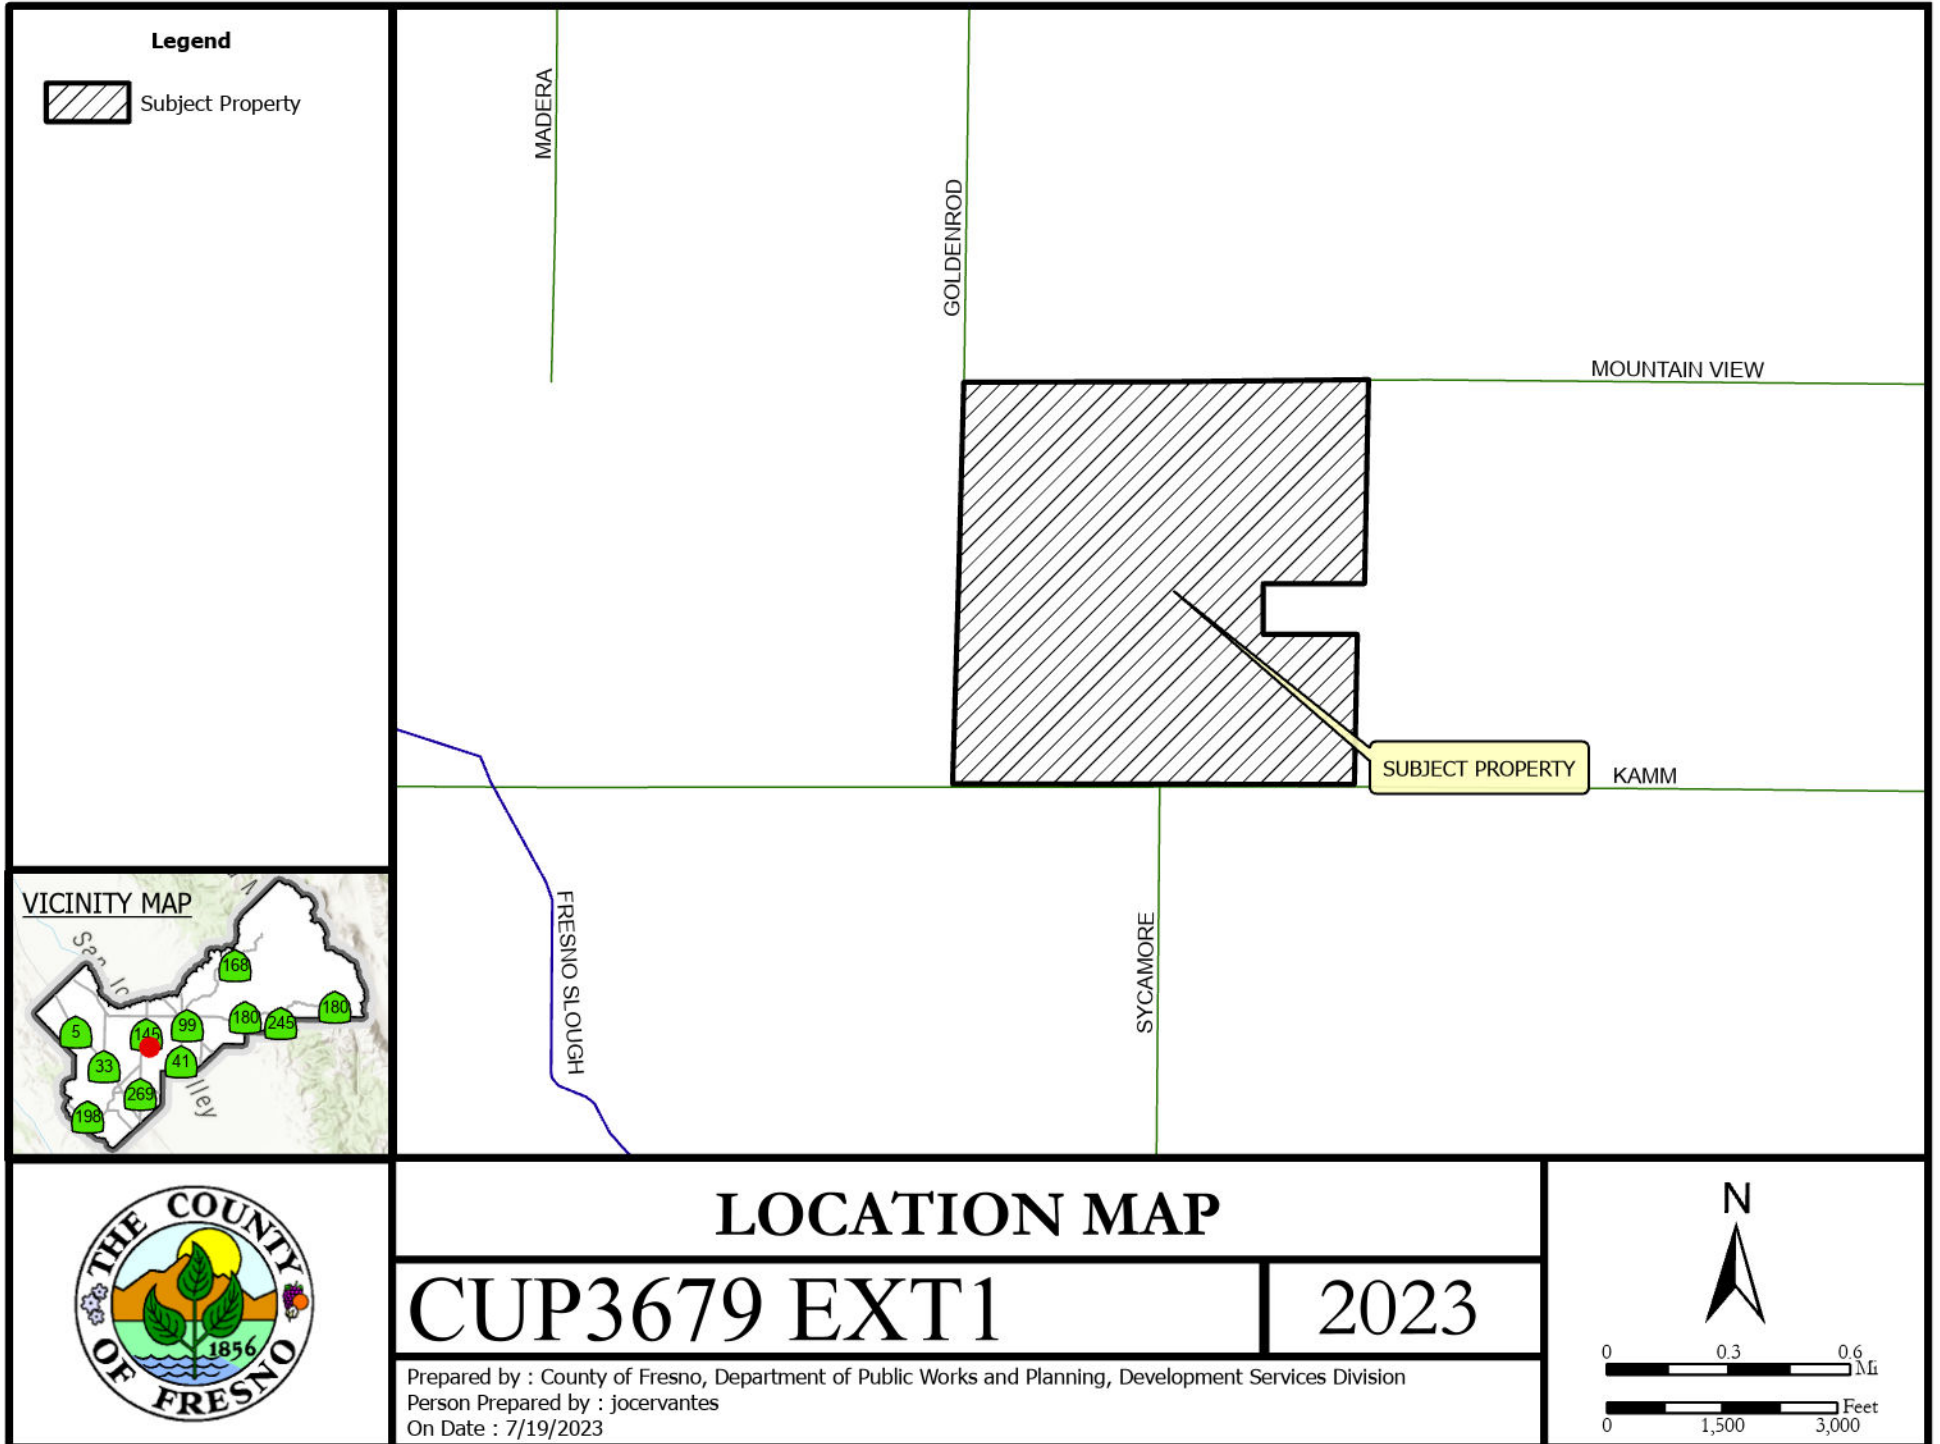 Legend
Subject Property
MADERA
GOLDENROD
MOUNTAIN VIEW
SUBJECT PROPERTY
KAMM
FRESNO SLOUGH
SYCAMORE
VICINITY MAP
168
180
180
245
99
145
5
33
41
269
198
lley
THE COUNTY
OF FRESNO
1856
LOCATION MAP
CUP3679 EXT1
2023
Prepared by : County of Fresno, Department of Public Works and Planning, Development Services Division
Person Prepared by : jocervantes
On Date : 7/19/2023
N
0 0.3 0.6
Mi
Feet
0 1,500 3,000